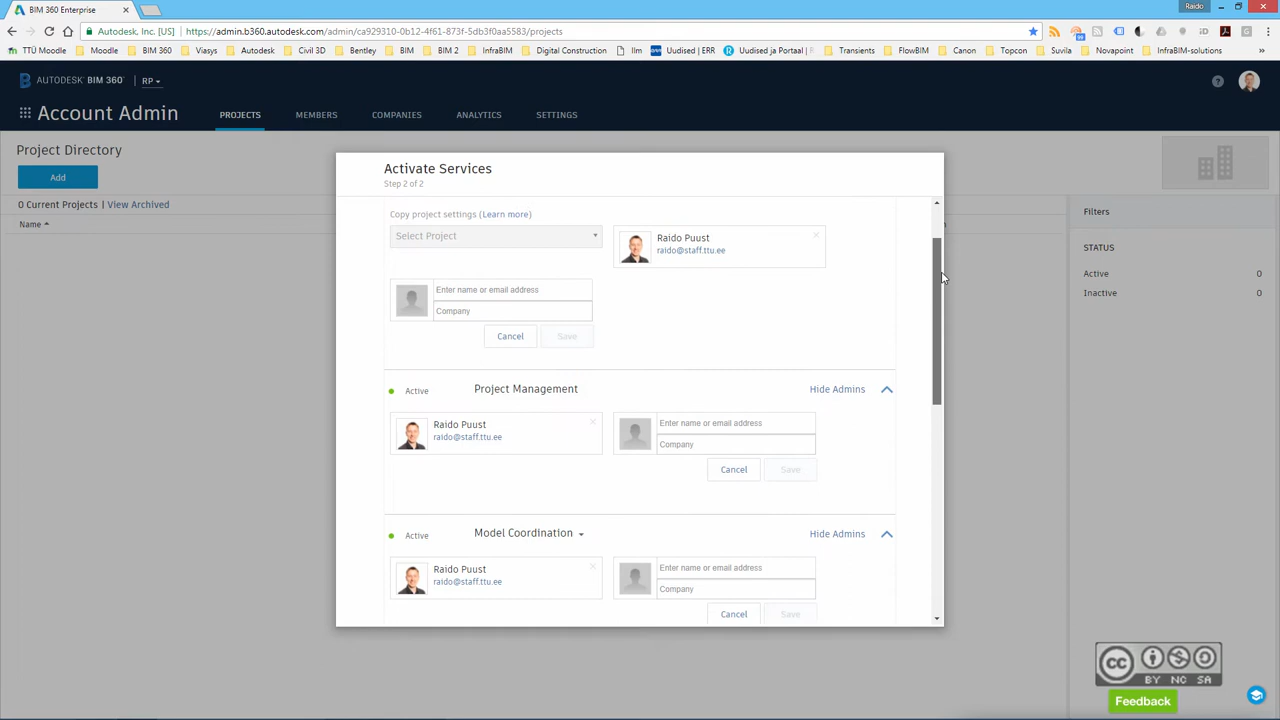 BIM 360 Enterprise
Raido
Autodesk, Inc. [US]
https://admin.b360.autodesk.com/admin/ca929310-0b12-4f61-873f-5db3f0aa5583/projects
TTÜ Moodle
Moodle
BIM 360
Viasys
Autodesk
Civil 3D
Bentley
BIM
BIM 2
InfraBIM
Digital Construction
Ilm
Uudised | ERR
Uudised ja Portaal | R
Transients
FlowBIM
Canon
Topcon
Suvila
Novapoint
InfraBIM-solutions
AUTODESK® BIM 360™
RP
Account Admin
PROJECTS
MEMBERS
COMPANIES
ANALYTICS
SETTINGS
Project Directory
Add
0 Current Projects | View Archived
Name
Filters
STATUS
Active 0
Inactive 0
Activate Services
Step 2 of 2
Copy project settings (Learn more)
Select Project
Raido Puust
raido@staff.ttu.ee
Enter name or email address
Company
Cancel
Save
Active
Project Management
Hide Admins
Raido Puust
raido@staff.ttu.ee
Enter name or email address
Company
Cancel
Save
Active
Model Coordination
Hide Admins
Raido Puust
raido@staff.ttu.ee
Enter name or email address
Company
Cancel
Save
CC
BY NC SA
Feedback